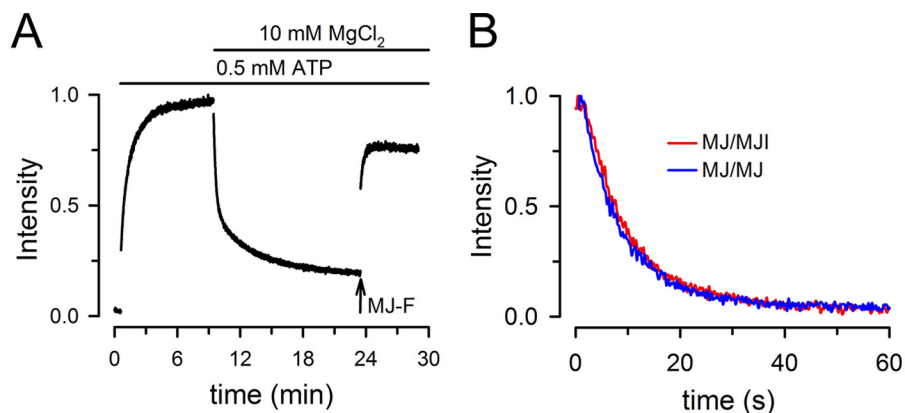 A
10 mM MgCl₂
0.5 mM ATP
1.0
0.5
0.0
Intensity
MJ-F
0 6 12 18 24 30
time (min)
B
1.0
0.5
0.0
Intensity
MJ/MJI
MJ/MJ
0 20 40 60
time (s)